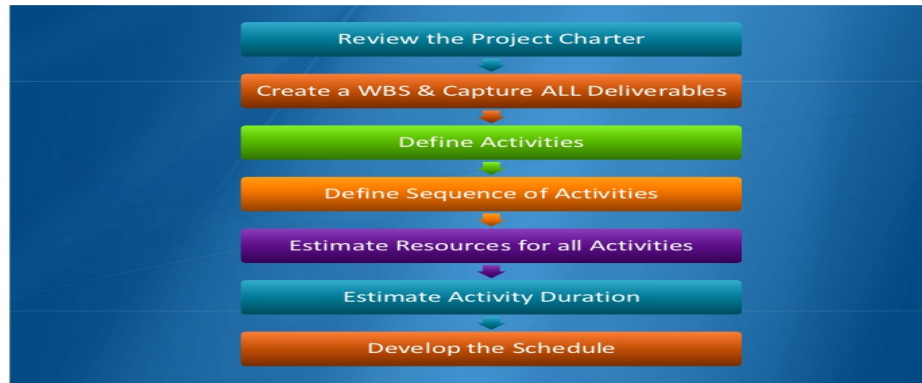 Review the Project Charter
Create a WBS & Capture ALL Deliverables
Define Activities
Define Sequence of Activities
Estimate Resources for all Activities
Estimate Activity Duration
Develop the Schedule